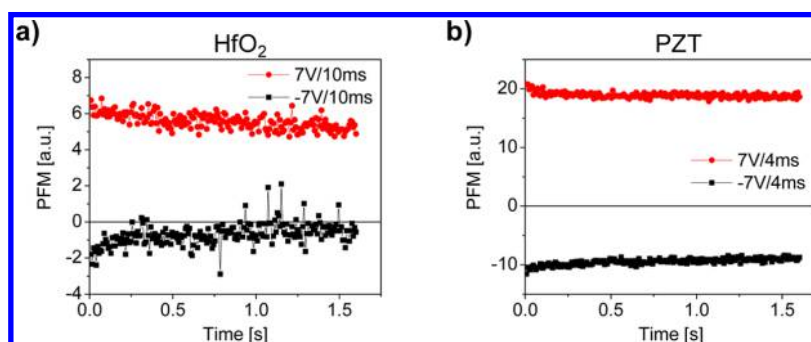 a)
HfO₂
7V/10ms
-7V/10ms
PFM [a.u.]
8
6
4
2
0
-2
-4
0.0
0.5
1.0
1.5
Time [s]
b)
PZT
7V/4ms
-7V/4ms
PFM [a.u.]
20
10
0
-10
0.0
0.5
1.0
1.5
Time [s]